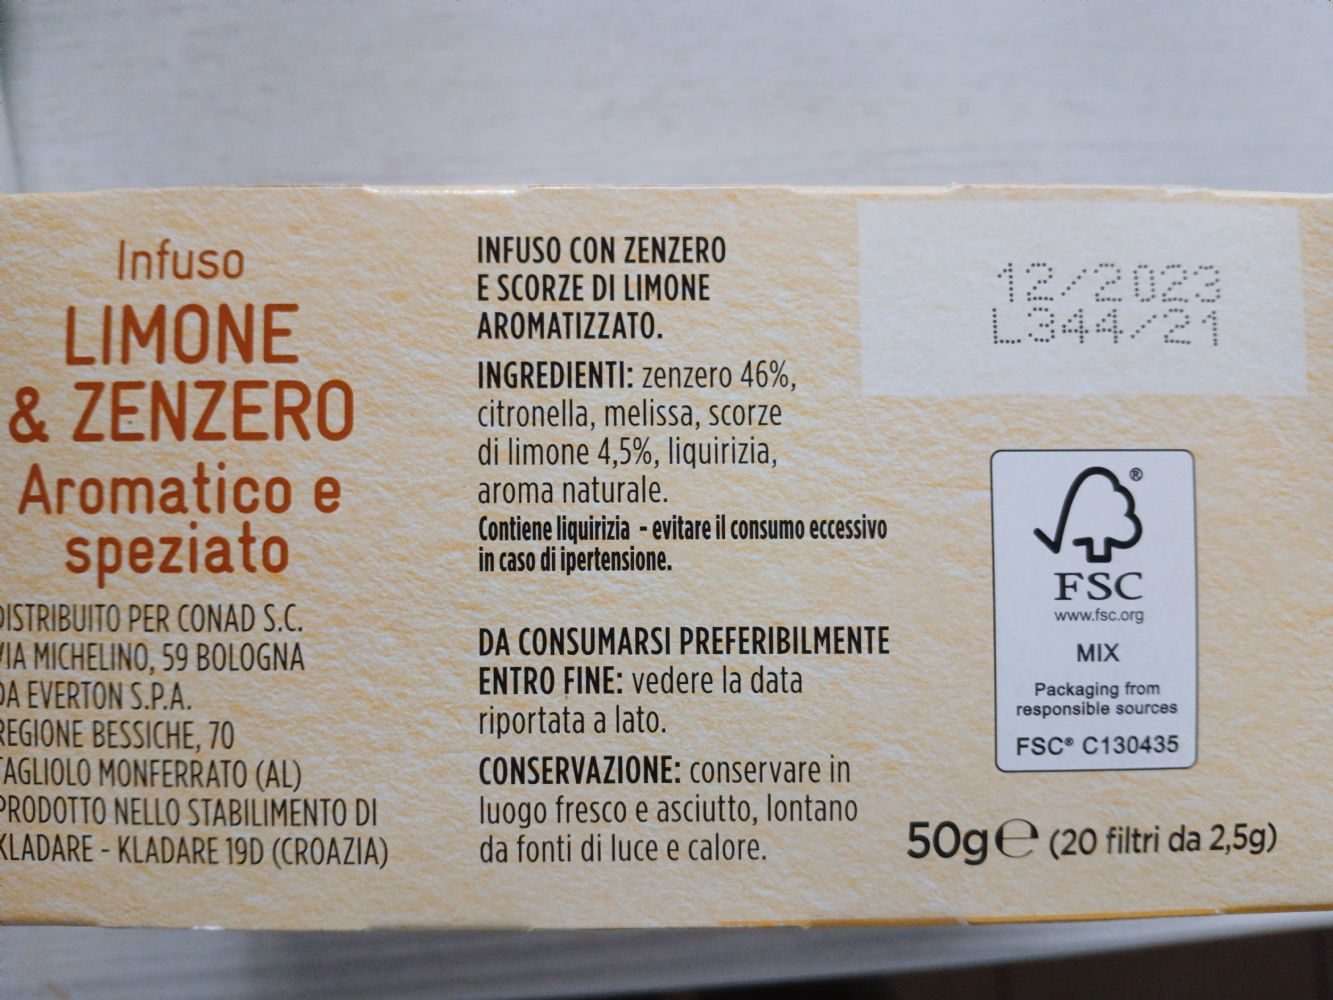 Infuso
LIMONE
& ZENZERO
Aromatico e
speziato
DISTRIBUITO PER CONAD S.C.
VIA MICHELINO, 59 BOLOGNA
DA EVERTON S.P.A.
REGIONE BESSICHE, 70
TAGLIOLO MONFERRATO (AL)
PRODOTTO NELLO STABILIMENTO DI
KLADARE - KLADARE 19D (CROAZIA)
INFUSO CON ZENZERO
E SCORZE DI LIMONE
AROMATIZZATO.
INGREDIENTI: zenzero 46%,
citronella, melissa, scorze
di limone 4,5%, liquirizia,
aroma naturale.
Contiene liquirizia - evitare il consumo eccessivo
in caso di ipertensione.
DA CONSUMARSI PREFERIBILMENTE
ENTRO FINE: vedere la data
riportata a lato.
CONSERVAZIONE: conservare in
luogo fresco e asciutto, lontano
da fonti di luce e calore.
12/2023
L344/21
®
FSC
www.fsc.org
MIX
Packaging from
responsible sources
FSC® C130435
50g℮ (20 filtri da 2,5g)